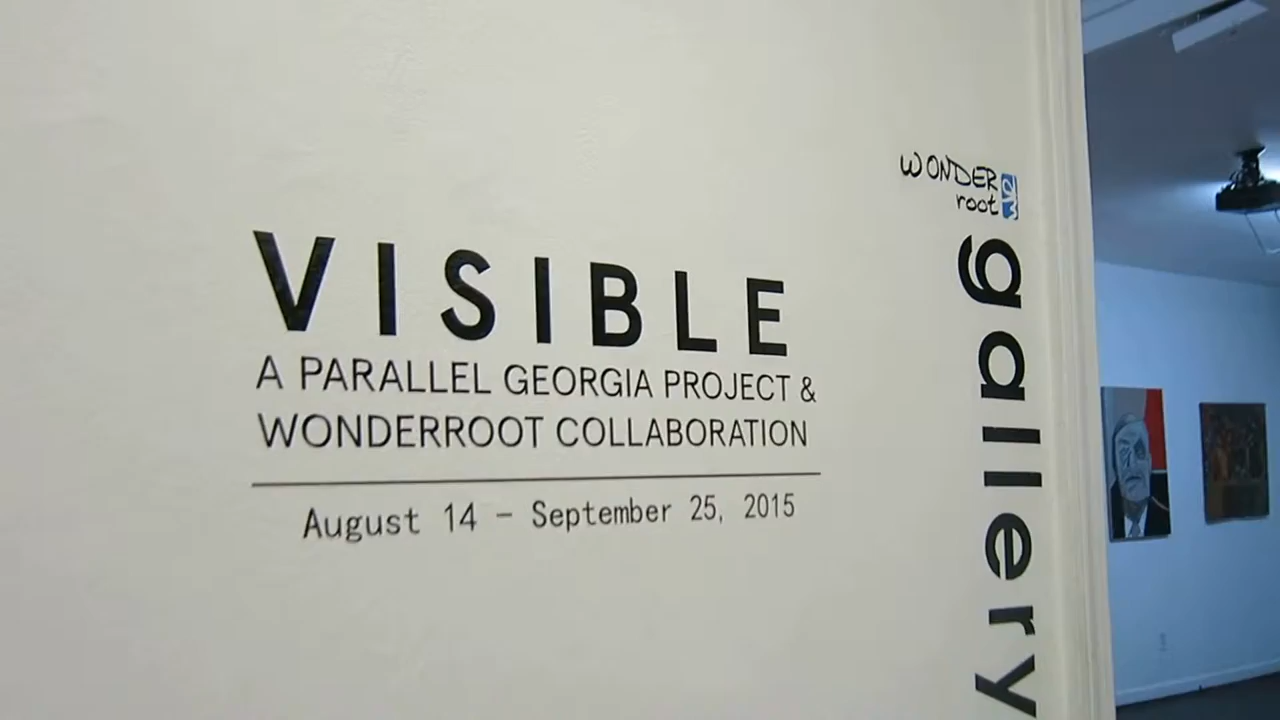 VISIBLE
A PARALLEL GEORGIA PROJECT &
WONDERROOT COLLABORATION
August 14 - September 25, 2015
WONDER
root
gallery